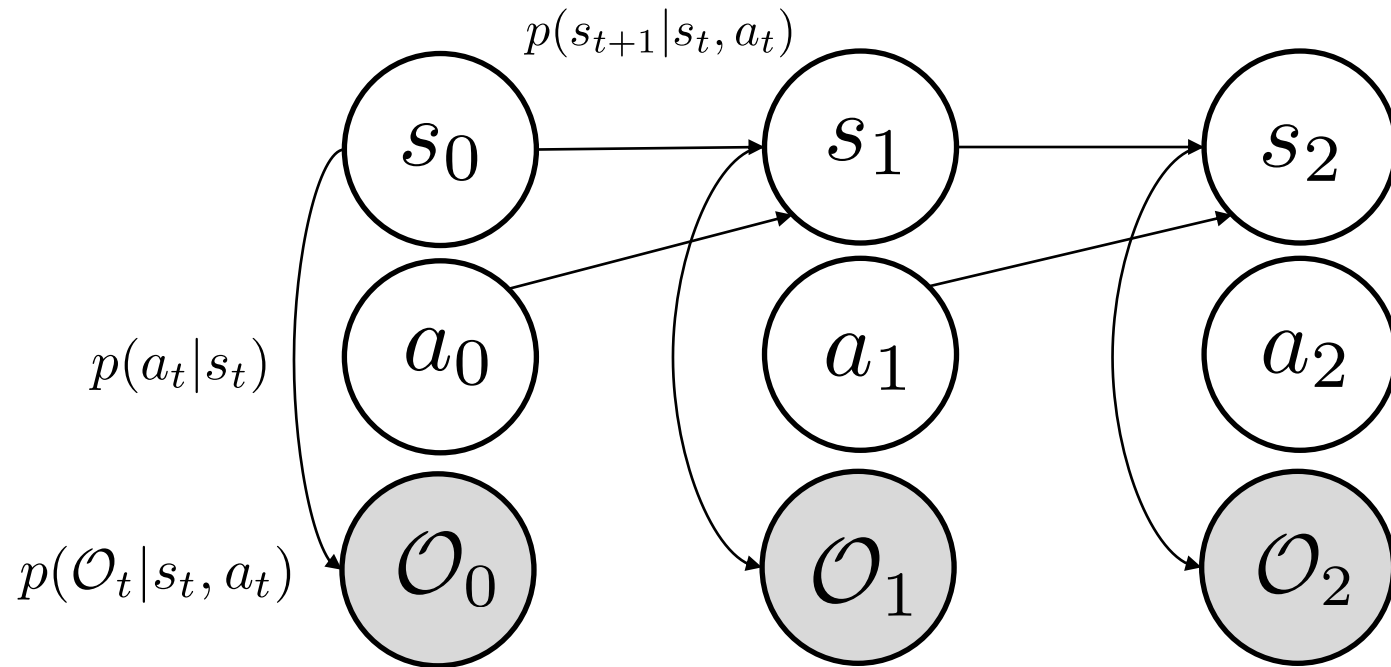 p(s_{t+1}|s_t, a_t)
s_0
s_1
s_2
a_0
a_1
a_2
p(a_t|s_t)
p(𝒪_t|s_t, a_t)
𝒪_0
𝒪_1
𝒪_2